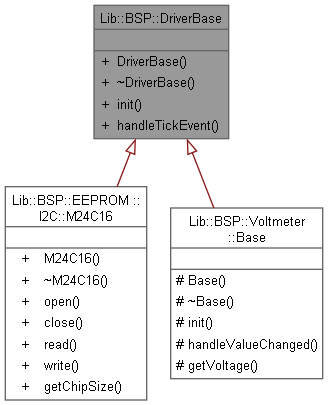 Lib::BSP::DriverBase
+ DriverBase()
+ ~DriverBase()
+ init()
+ handleTickEvent()
Lib::BSP::EEPROM ::
I2C::M24C16
+ M24C16()
+ ~M24C16()
+ open()
+ close()
+ read()
+ write()
+ getChipSize()
Lib::BSP::Voltmeter
::Base
# Base()
# ~Base()
# init()
# handleValueChanged()
# getVoltage()